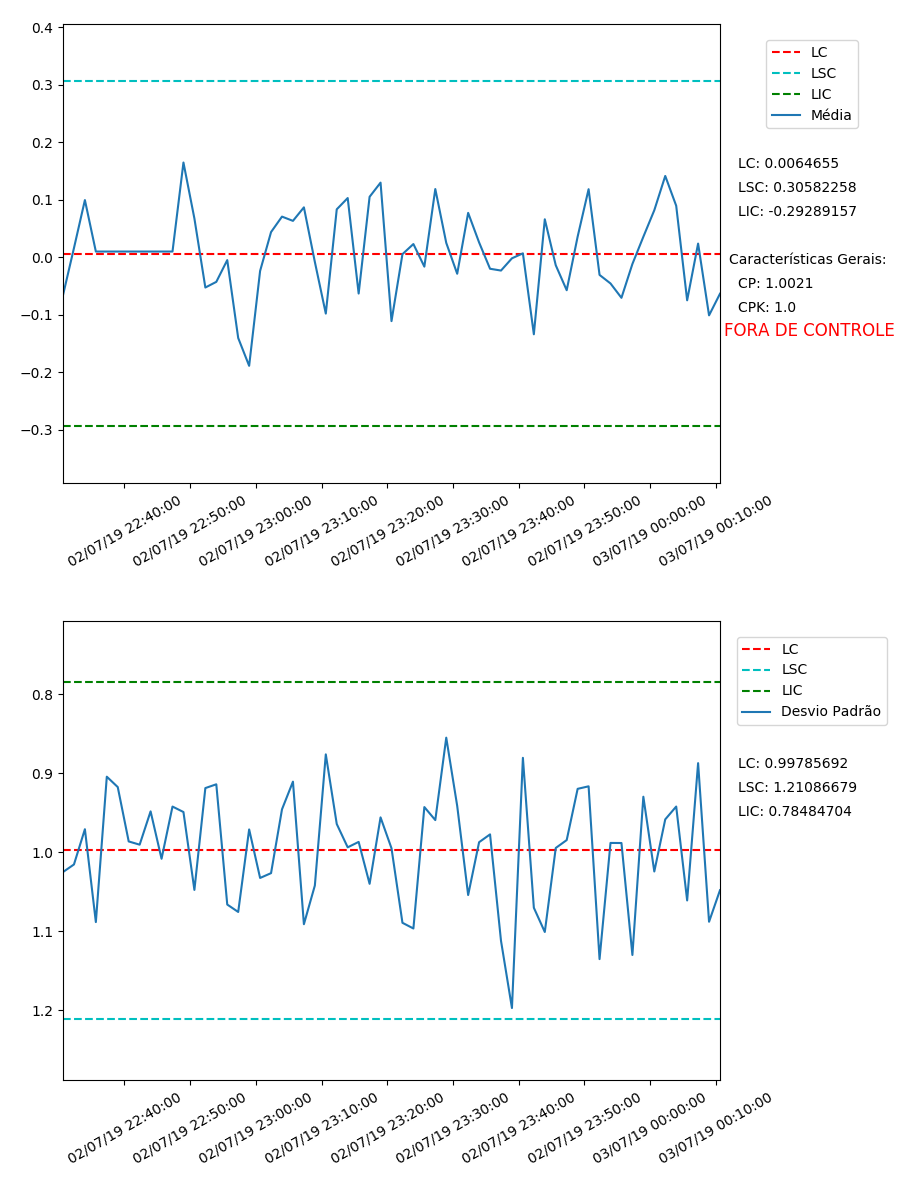 0.4
0.3
0.2
0.1
0.0
−0.1
−0.2
−0.3
02/07/19 22:40:00
02/07/19 22:50:00
02/07/19 23:00:00
02/07/19 23:10:00
02/07/19 23:20:00
02/07/19 23:30:00
02/07/19 23:40:00
02/07/19 23:50:00
03/07/19 00:00:00
03/07/19 00:10:00
LC
LSC
LIC
Média
LC: 0.0064655
LSC: 0.30582258
LIC: -0.29289157
Características Gerais:
CP: 1.0021
CPK: 1.0
FORA DE CONTROLE
0.8
0.9
1.0
1.1
1.2
02/07/19 22:40:00
02/07/19 22:50:00
02/07/19 23:00:00
02/07/19 23:10:00
02/07/19 23:20:00
02/07/19 23:30:00
02/07/19 23:40:00
02/07/19 23:50:00
03/07/19 00:00:00
03/07/19 00:10:00
LC
LSC
LIC
Desvio Padrão
LC: 0.99785692
LSC: 1.21086679
LIC: 0.78484704